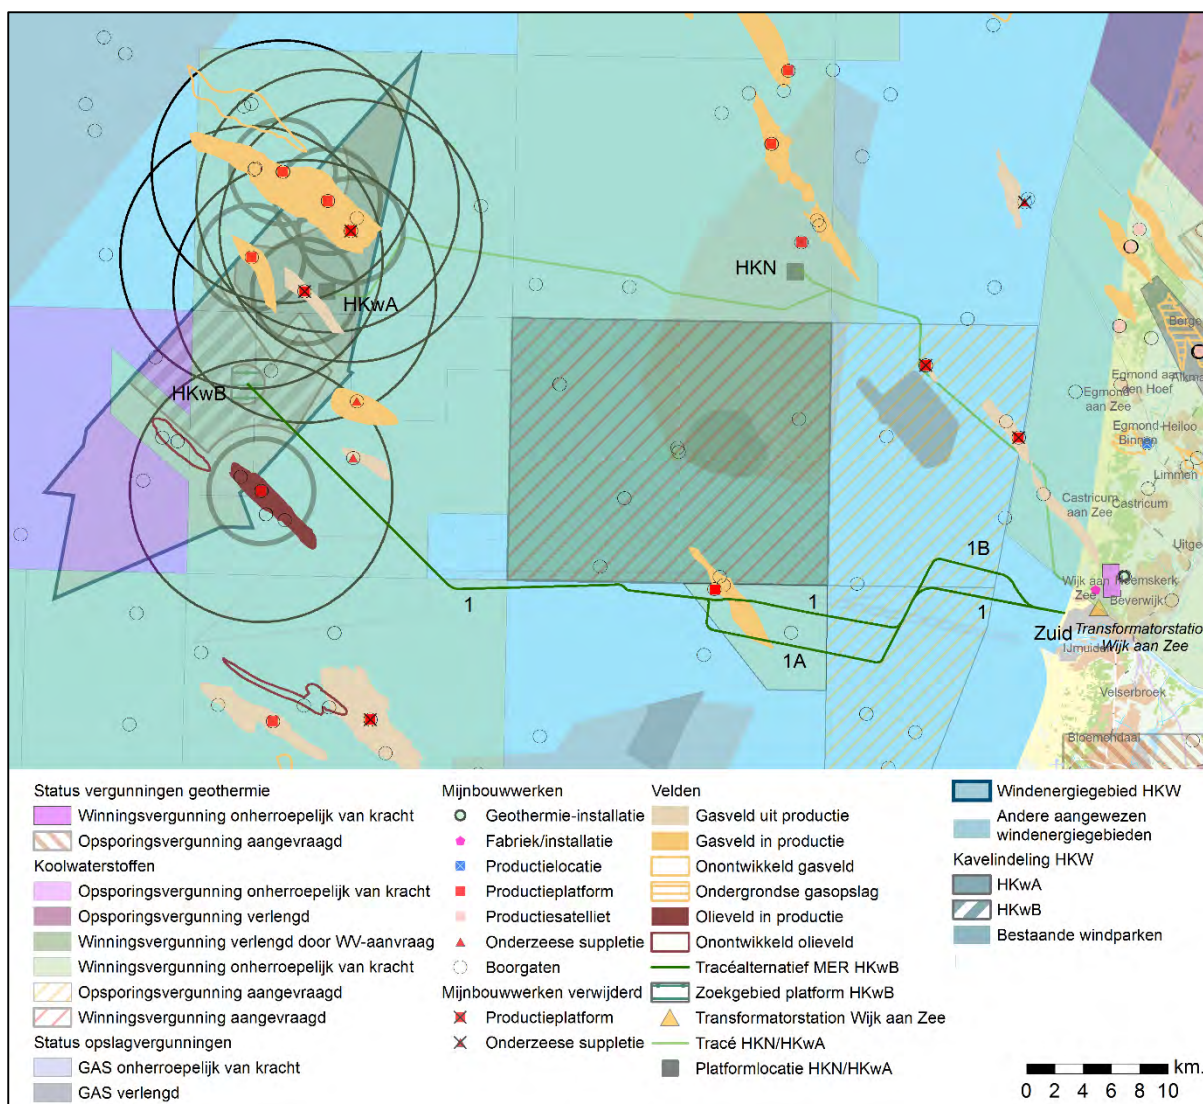 HKN
HKwA
HKwB
1B
1
1
1
1A
Zuid
Berge
Alkma
Egmond aan
den Hoef
Egmond
aan Zee
Egmond-
Binnen
Heiloo
Limmen
Castricum
Castricum
aan Zee
Uitge
Wijk aan
Zee
Heemskerk
Beverwijk
Transformatorstation
Wijk aan Zee
IJmuiden
Velserbroek
Bloemendaal
Status vergunningen geothermie
Winningsvergunning onherroepelijk van kracht
Opsporingsvergunning aangevraagd
Koolwaterstoffen
Opsporingsvergunning onherroepelijk van kracht
Opsporingsvergunning verlengd
Winningsvergunning verlengd door WV-aanvraag
Winningsvergunning onherroepelijk van kracht
Opsporingsvergunning aangevraagd
Winningsvergunning aangevraagd
Status opslagvergunningen
GAS onherroepelijk van kracht
GAS verlengd
Mijnbouwwerken
Geothermie-installatie
Fabriek/installatie
Productielocatie
Productieplatform
Productiesatelliet
Onderzeese suppletie
Boorgaten
Mijnbouwwerken verwijderd
Productieplatform
Onderzeese suppletie
Velden
Gasveld uit productie
Gasveld in productie
Onontwikkeld gasveld
Ondergrondse gasopslag
Olieveld in productie
Onontwikkeld olieveld
Tracéalternatief MER HKwB
Zoekgebied platform HKwB
Transformatorstation Wijk aan Zee
Tracé HKN/HKwA
Platformlocatie HKN/HKwA
Windenergiegebied HKW
Andere aangewezen
windenergiegebieden
Kavelindeling HKW
HKwA
HKwB
Bestaande windparken
km.
0 2 4 6 8 10